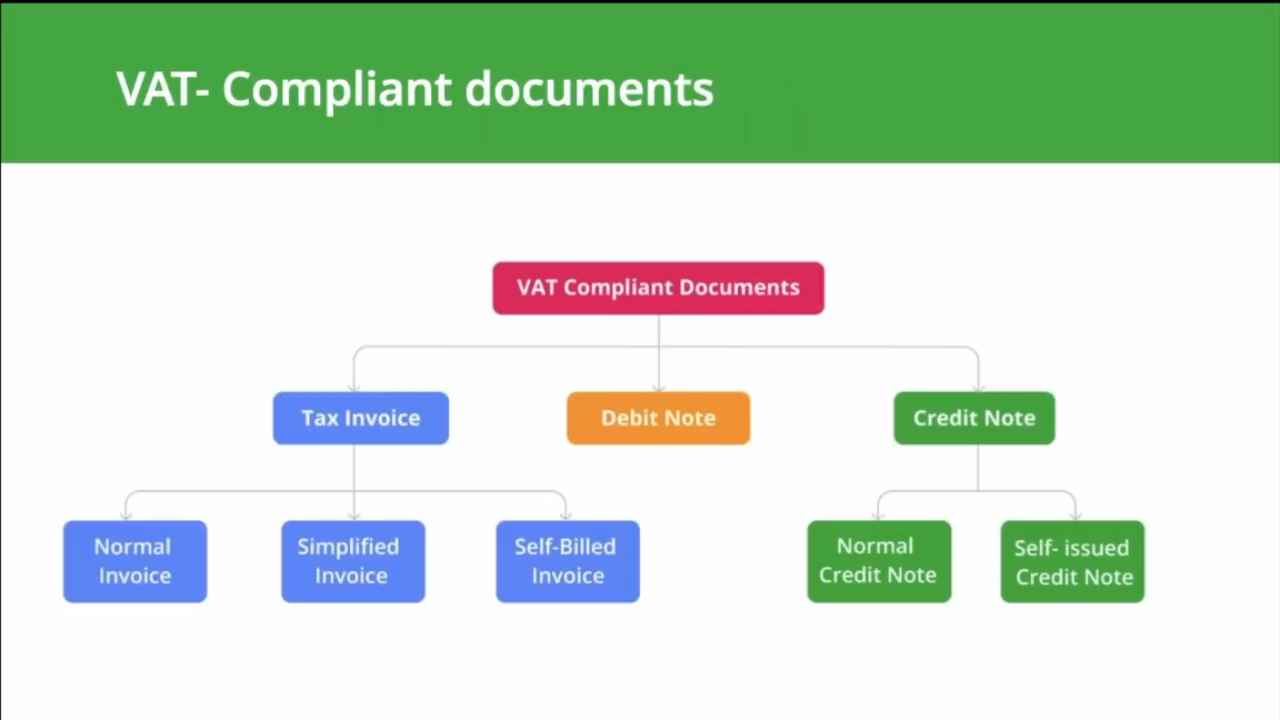 VAT- Compliant documents
VAT Compliant Documents
Tax Invoice
Debit Note
Credit Note
Normal
Invoice
Simplified
Invoice
Self-Billed
Invoice
Normal
Credit Note
Self- issued
Credit Note